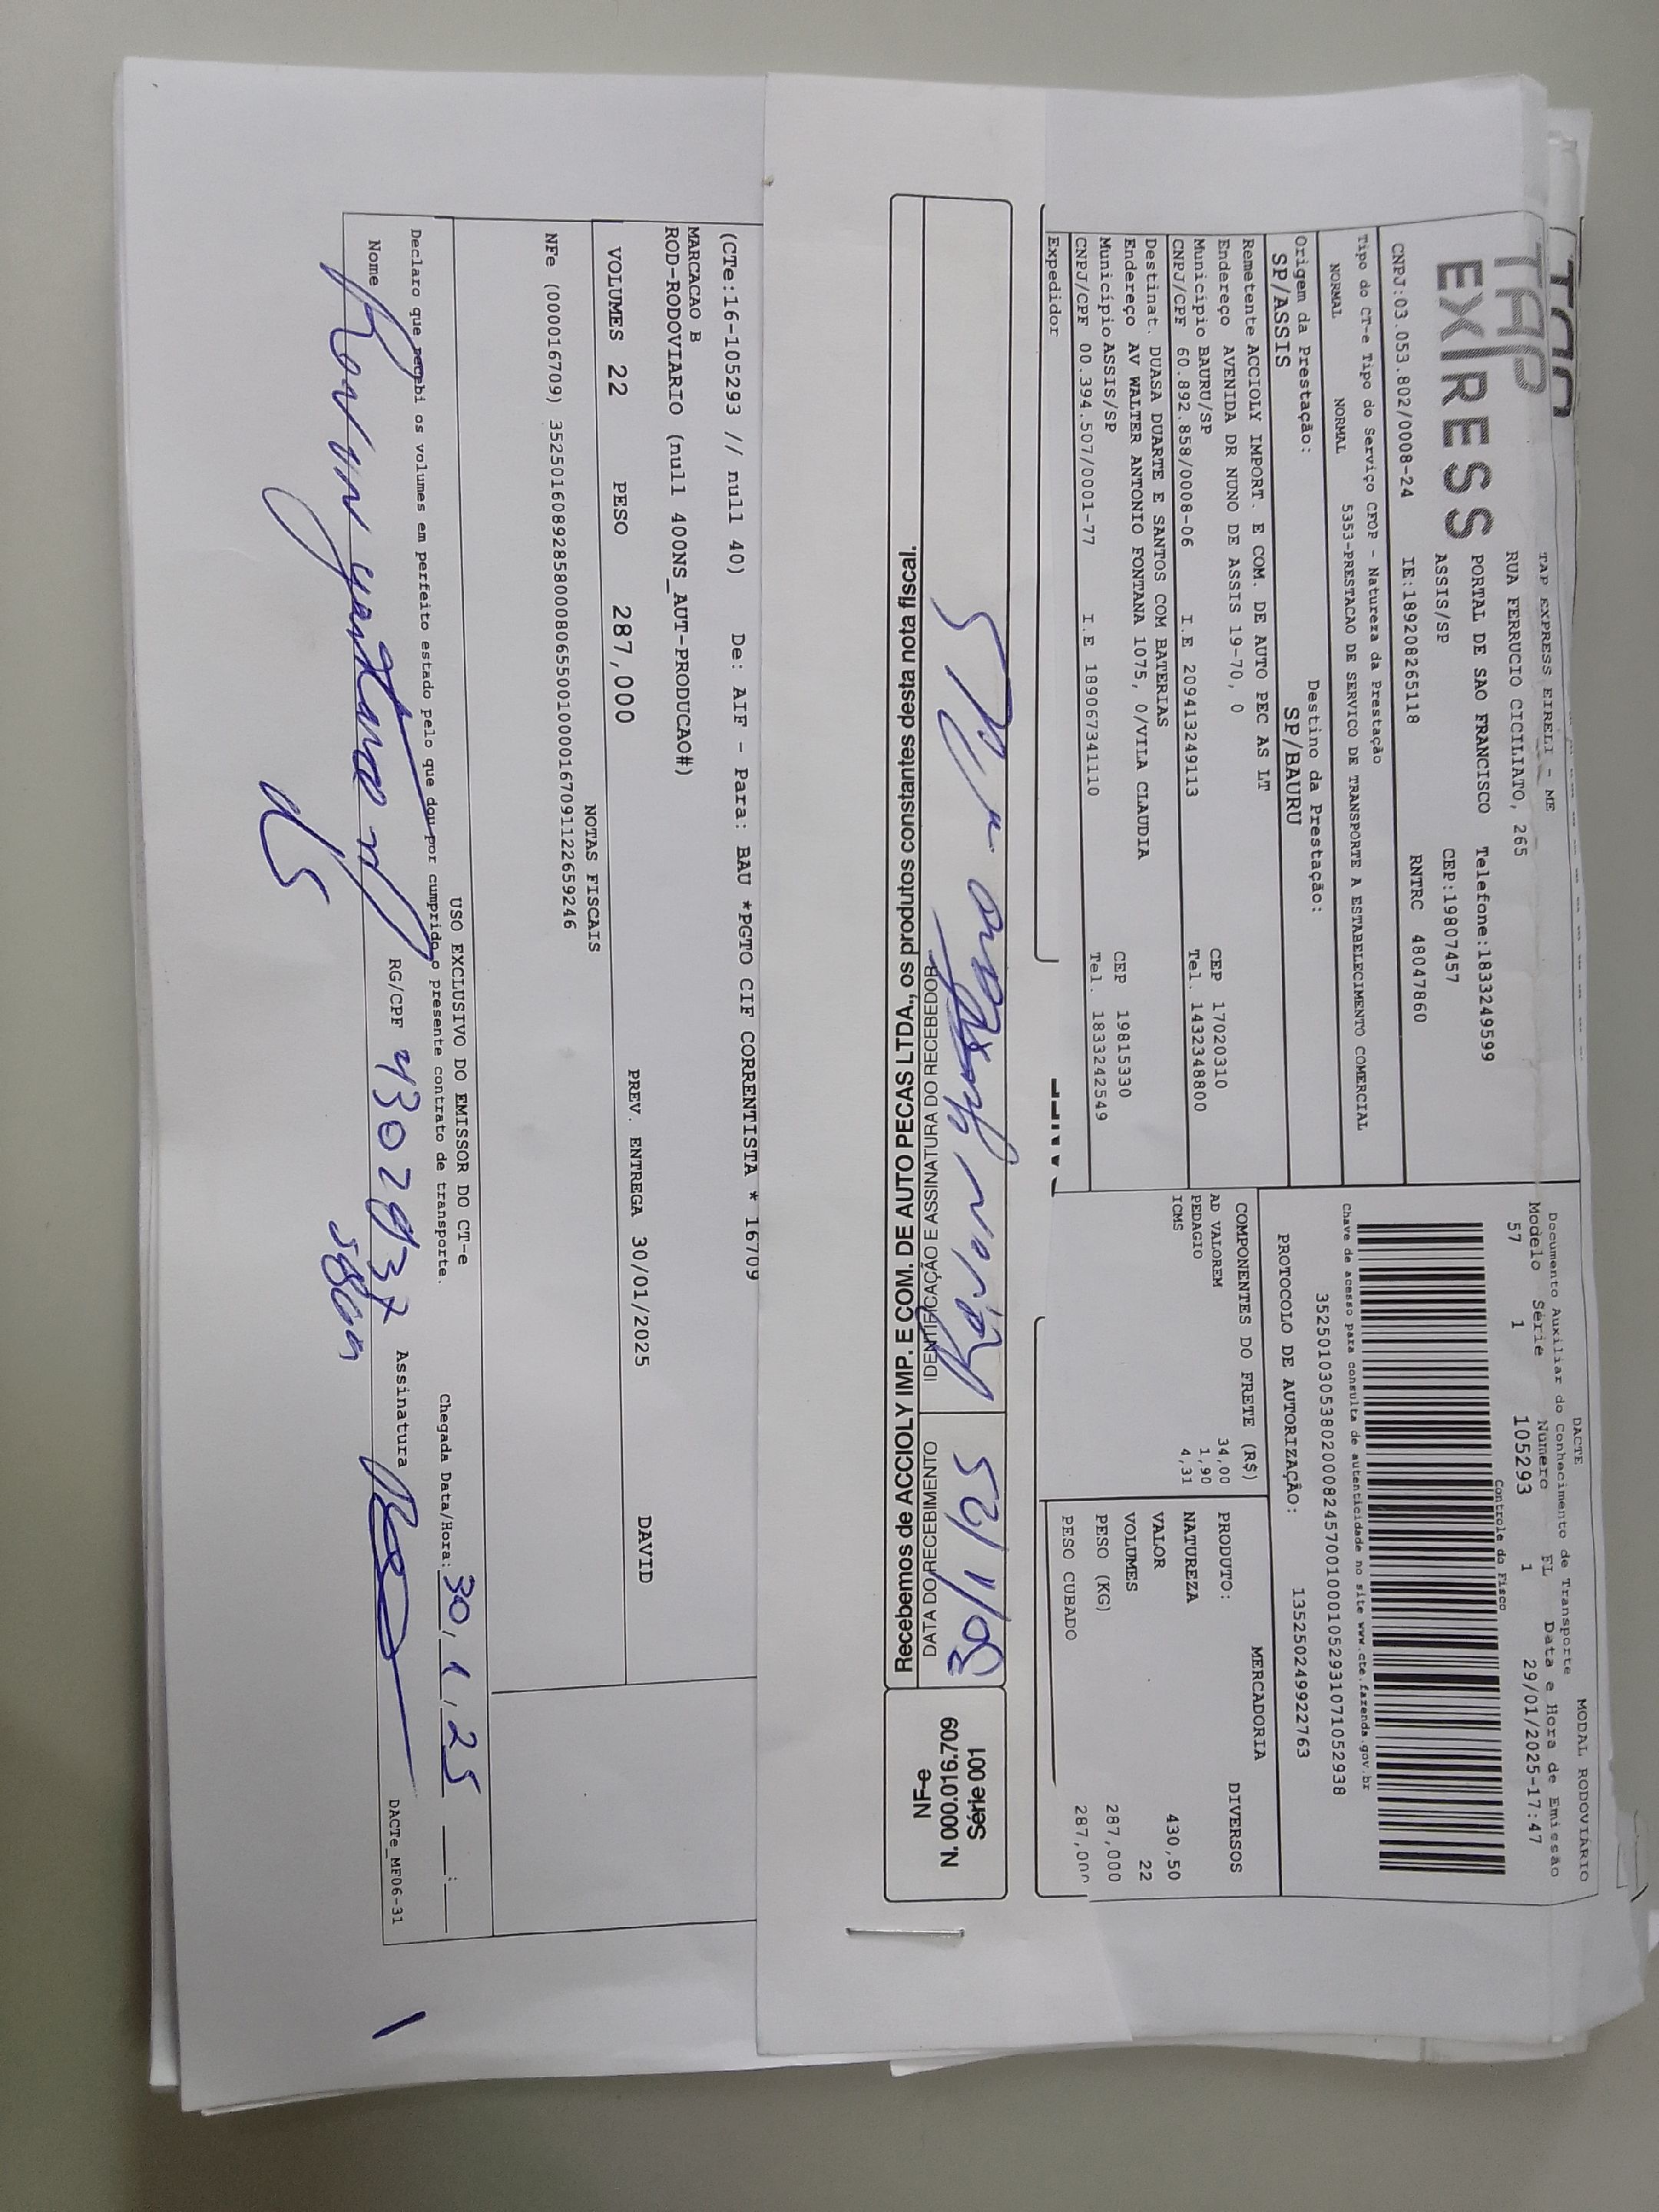 TAP
EXPRESS
TAP EXPRESS EIRELI - ME
RUA FERRUCIO CICILIATO, 265
PORTAL DE SAO FRANCISCO Telefone:1833249599
ASSIS/SP CEP:19807457
CNPJ:03.053.802/0008-24 IE:189208265118 RNTRC 48047860
DACTE MODAL RODOVIÁRIO
Documento Auxiliar do Conhecimento de Transporte
Modelo Série Número FL Data e Hora de Emissão
57 1 105293 1 29/01/2025-17:47
Controle do Fisco
Tipo do CT-e Tipo do Serviço CFOP - Natureza da Prestação
NORMAL NORMAL 5353-PRESTACAO DE SERVICO DE TRANSPORTE A ESTABELECIMENTO COMERCIAL
Chave de acesso para consulta de autenticidade no site www.cte.fazenda.gov.br
35250103053802000824570010001052931071052938
Origem da Prestação: Destino da Prestação:
SP/ASSIS SP/BAURU
PROTOCOLO DE AUTORIZAÇÃO: 135250249922763
Remetente ACCIOLY IMPORT. E COM. DE AUTO PEC AS LT
Endereço AVENIDA DR NUNO DE ASSIS 19-70, 0
Município BAURU/SP CEP 17020310
CNPJ/CPF 60.892.858/0008-06 I.E 209413249113 Tel. 1432348800
Destinat. DUASA DUARTE E SANTOS COM BATERIAS
Endereço AV WALTER ANTONIO FONTANA 1075, 0/VILA CLAUDIA
Município ASSIS/SP CEP 19815330
CNPJ/CPF 00.394.507/0001-77 I.E 189067341110 Tel. 1833242549
Expedidor
COMPONENTES DO FRETE (R$)
AD VALOREM 34,00
PEDAGIO 1,90
ICMS 4,31
MERCADORIA
PRODUTO: DIVERSOS
NATUREZA
VALOR 430,50
VOLUMES 22
PESO (KG) 287,000
PESO CUBADO 287,000
30/1/25
Recebemos de ACCIOLY IMP. E COM. DE AUTO PECAS LTDA., os produtos constantes desta nota fiscal.
DATA DO RECEBIMENTO
IDENTIFICAÇÃO E ASSINATURA DO RECEBEDOR
NF-e
N. 000.016.709
Série 001
(CTe:16-105293 // null 40) De: AIF - Para: BAU *PGTO CIF CORRENTISTA * 16709
MARCACAO B
ROD-RODOVIARIO (null 400NS_AUT-PRODUCAO#)
VOLUMES 22 PESO 287,000 PREV. ENTREGA 30/01/2025 DAVID
NOTAS FISCAIS
NFe (000016709) 35250160892858000806550010000167091122659246
USO EXCLUSIVO DO EMISSOR DO CT-e
Declaro que recebi os volumes em perfeito estado pelo que dou por cumprido o presente contrato de transporte.
Chegada Data/Hora: 30/1/25 __:__
Nome RG/CPF Assinatura
DACTe_MF06-31